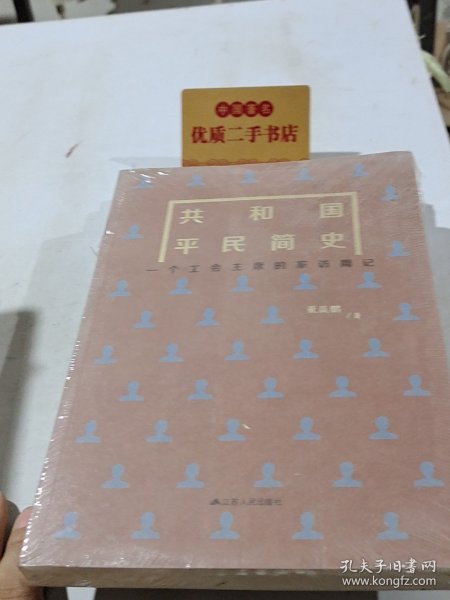 中国著名
优质二手书店
共和国
平民简史
一个工会主席的家访随记
/著
江苏人民出版社
孔夫子旧书网
www.kongfz.com